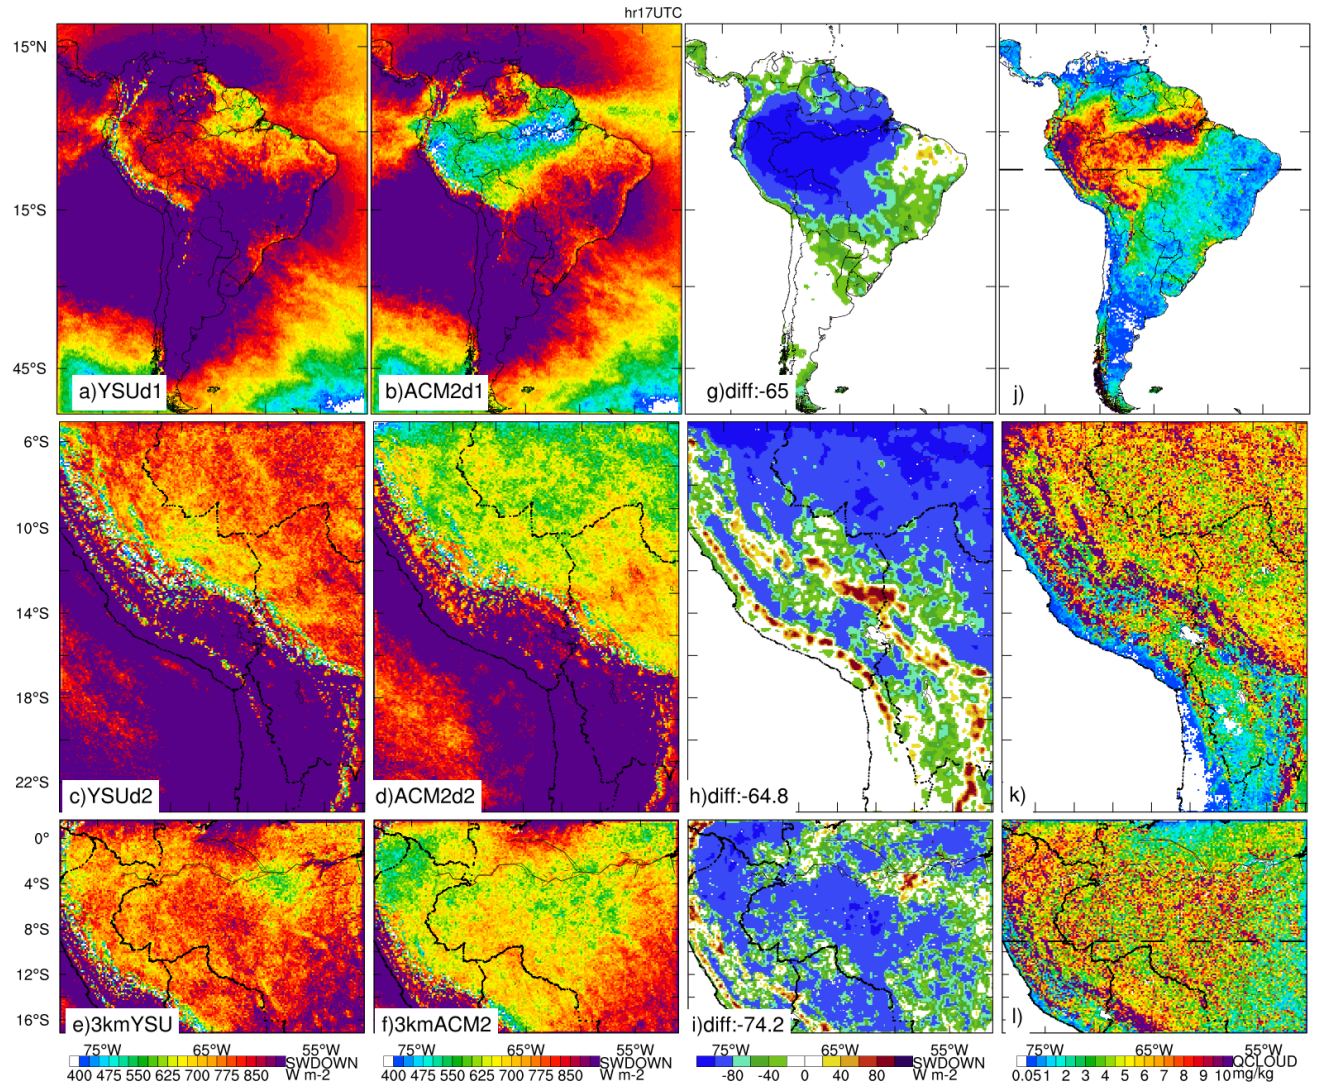 hr17UTC
15°N
15°S
45°S
a)YSUd1
b)ACM2d1
g)diff:-65
j)
6°S
10°S
14°S
18°S
22°S
c)YSUd2
d)ACM2d2
h)diff:-64.8
k)
0°
4°S
8°S
12°S
16°S
e)3kmYSU
f)3kmACM2
i)diff:-74.2
l)
75°W 65°W 55°W
75°W 65°W 55°W
75°W 65°W 55°W
75°W 65°W 55°W
SWDOWN
400 475 550 625 700 775 850 W m-2
SWDOWN
400 475 550 625 700 775 850 W m-2
SWDOWN
-80 -40 0 40 80 W m-2
QCLOUD
0.05 1 2 3 4 5 6 7 8 9 10 mg/kg